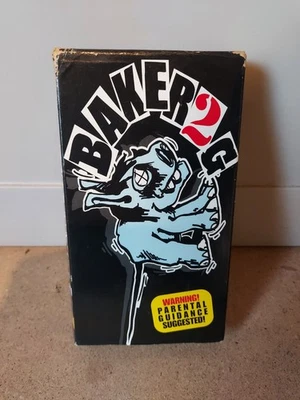 BAKER2G
WARNING!
PARENTAL
GUIDANCE
SUGGESTED!